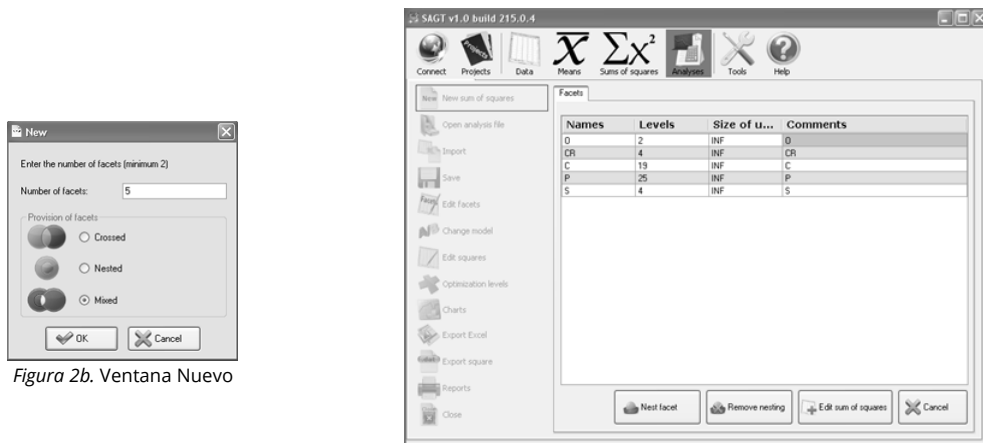 New
Enter the number of facets (minimum 2)
Number of facets: 5
Provision of facets
Crossed
Nested
Mixed
OK Cancel
Figura 2b. Ventana Nuevo
SAGT v1.0 build 215.0.4
Connect Projects Data Means Sums of squares Analyses Tools Help
New sum of squares
Open analysis file
Import
Save
Edit facets
Change model
Edit squares
Optimization levels
Charts
Export Excel
Export square
Reports
Close
Facets
Names Levels Size of u... Comments
O 2 INF O
CR 4 INF CR
C 19 INF C
P 25 INF P
S 4 INF S
Nest facet Remove nesting Edit sum of squares Cancel